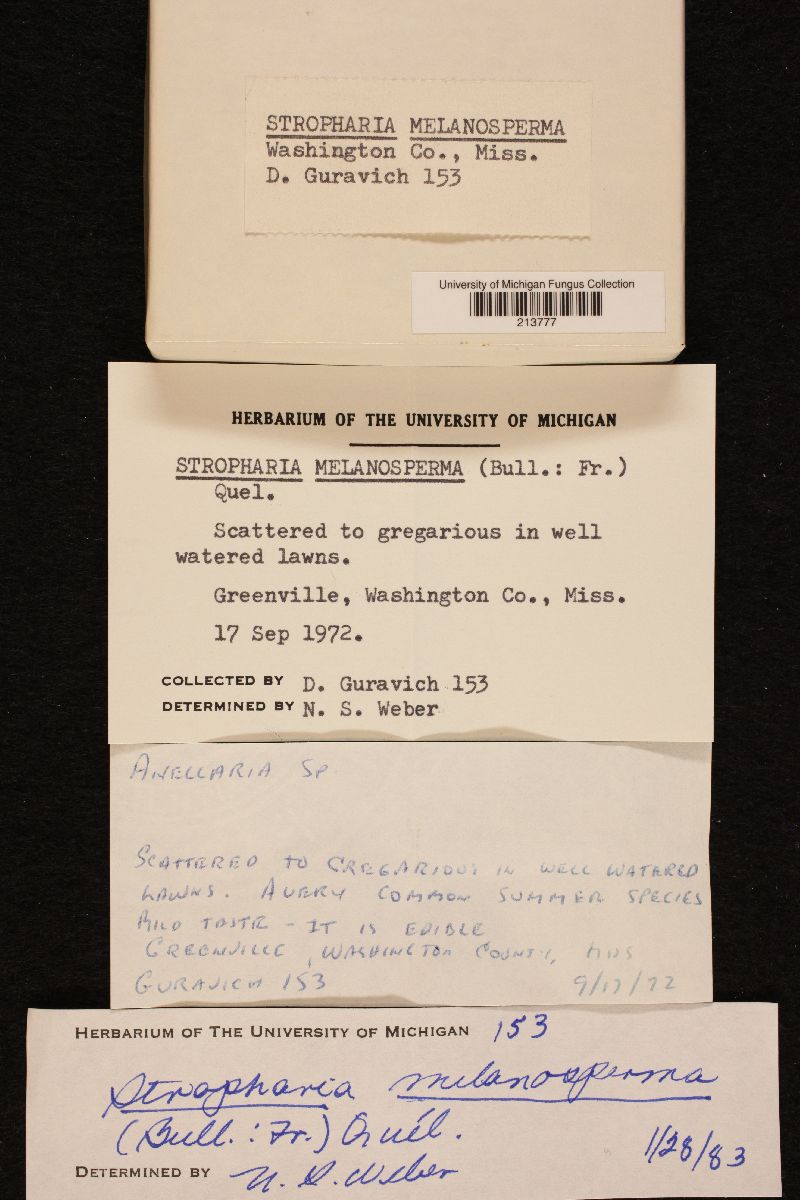 STROPHARIA MELANOSPERMA
Washington Co., Miss.
D. Guravich 153
University of Michigan Fungus Collection
213777
HERBARIUM OF THE UNIVERSITY OF MICHIGAN
STROPHARIA MELANOSPERMA (Bull.: Fr.)
Quel.
Scattered to gregarious in well
watered lawns.
Greenville, Washington Co., Miss.
17 Sep 1972.
COLLECTED BY D. Guravich 153
DETERMINED BY N. S. Weber
ANELLARIA SP
SCATTERED TO GREGARIOUS IN WELL WATERED
LAWNS. A VERY COMMON SUMMER SPECIES
MILD TASTE - IT IS EDIBLE
GREENVILLE, WASHINGTON COUNTY, MISS
GURAVICH 153 9/17/72
HERBARIUM OF THE UNIVERSITY OF MICHIGAN 153
Stropharia melanosperma
(Bull.: Fr.) Quél.
1/28/83
DETERMINED BY N. S. Weber